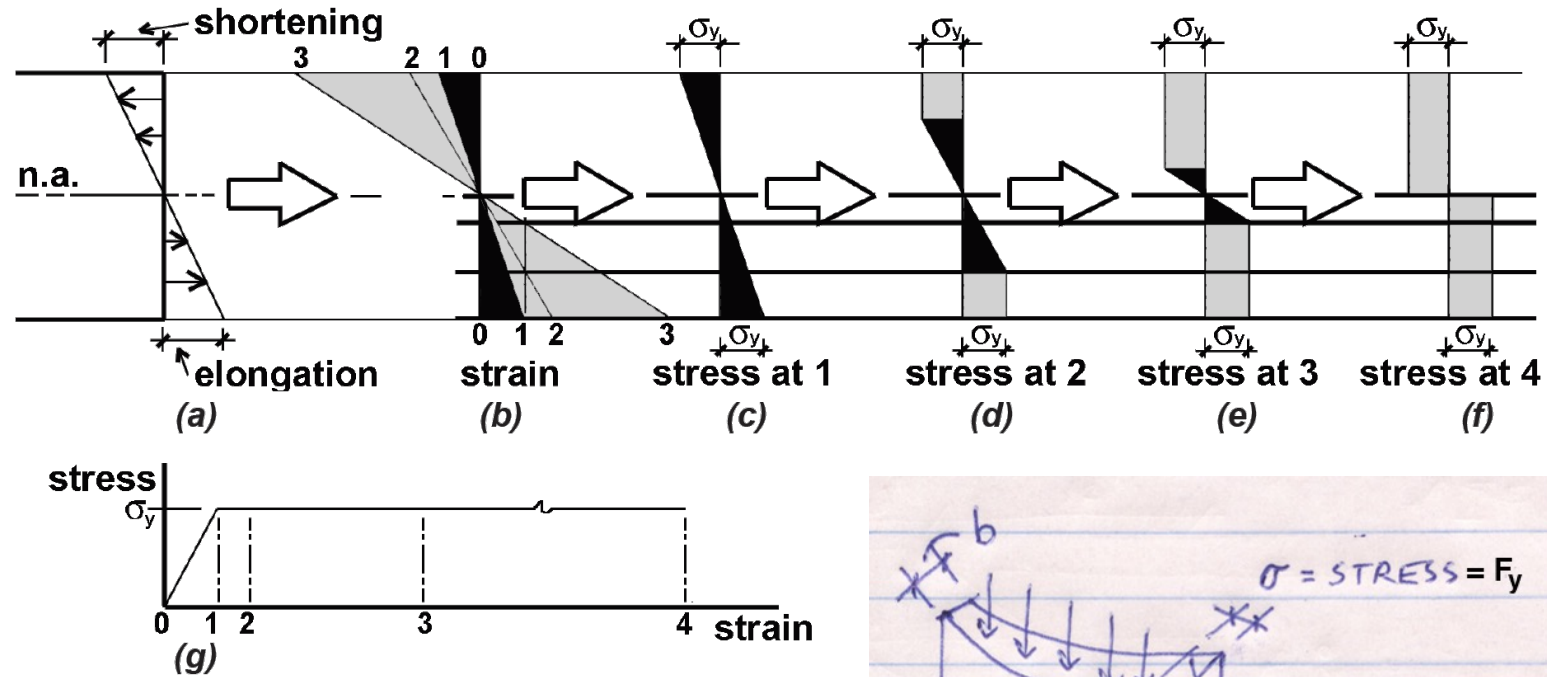 shortening
3 2 1 0
σy σy σy σy
n.a.
0 1 2 3
σy σy σy σy
elongation strain stress at 1 stress at 2 stress at 3 stress at 4
(a) (b) (c) (d) (e) (f)
stress
σy
0 1 2 3 4 strain
(g)
b
σ = STRESS = Fy